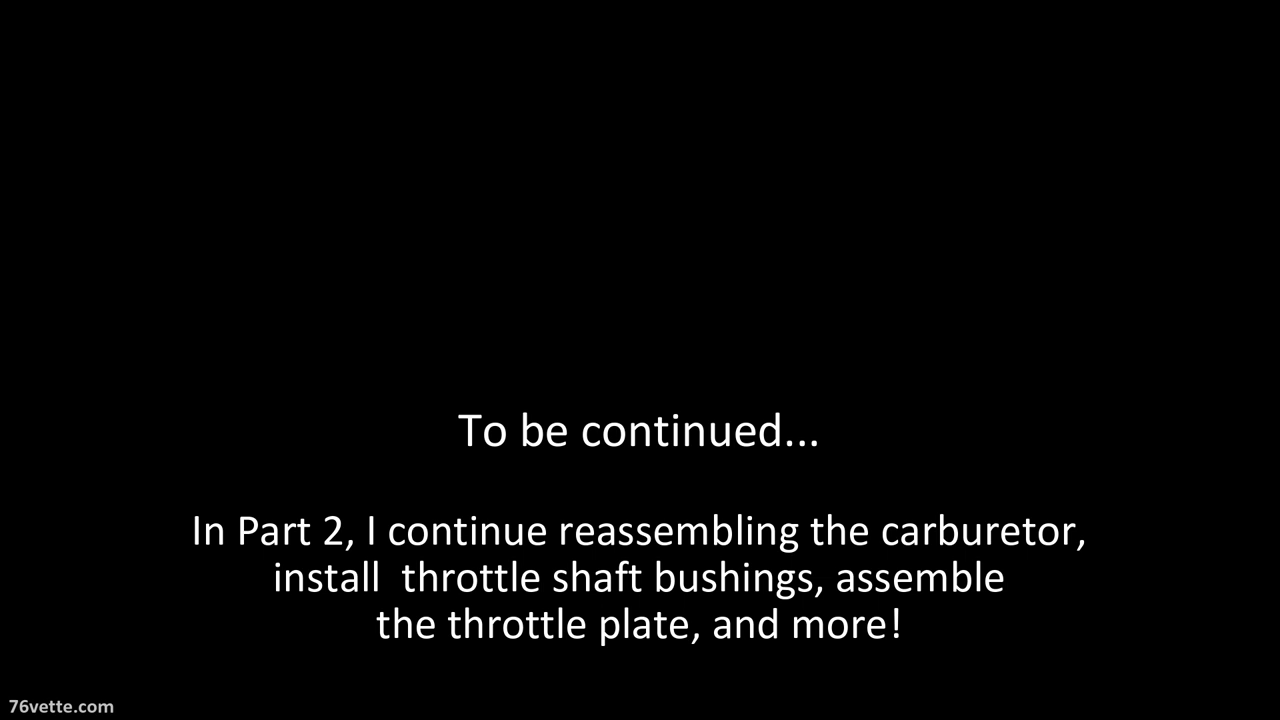 To be continued...
In Part 2, I continue reassembling the carburetor,
install  throttle shaft bushings, assemble
the throttle plate, and more!
76vette.com